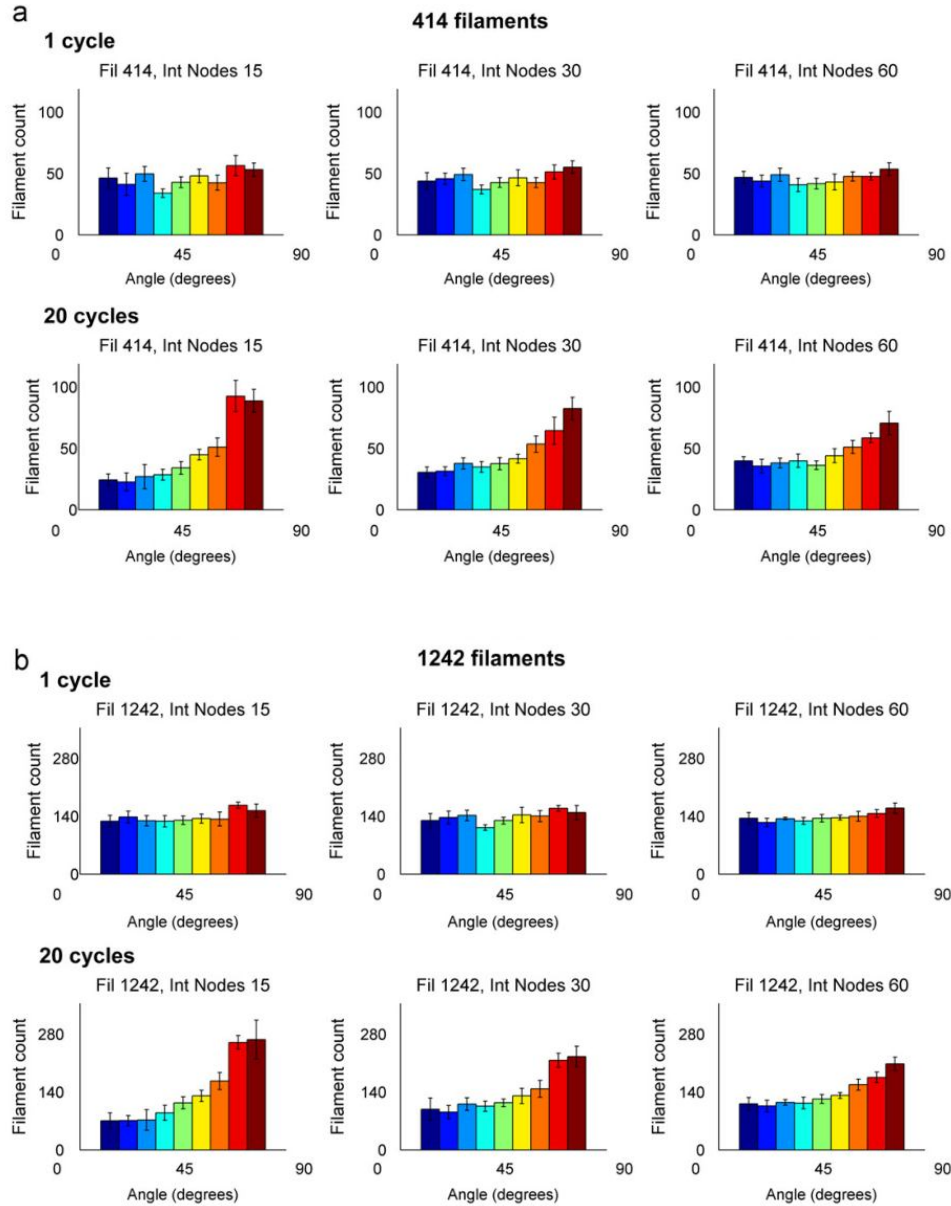 a
414 filaments
1 cycle
Fil 414, Int Nodes 15
Fil 414, Int Nodes 30
Fil 414, Int Nodes 60
Filament count
100
50
0
0
45
90
Angle (degrees)
Filament count
100
50
0
0
45
90
Angle (degrees)
Filament count
100
50
0
0
45
90
Angle (degrees)
20 cycles
Fil 414, Int Nodes 15
Fil 414, Int Nodes 30
Fil 414, Int Nodes 60
Filament count
100
50
0
0
45
90
Angle (degrees)
Filament count
100
50
0
0
45
90
Angle (degrees)
Filament count
100
50
0
0
45
90
Angle (degrees)
b
1242 filaments
1 cycle
Fil 1242, Int Nodes 15
Fil 1242, Int Nodes 30
Fil 1242, Int Nodes 60
Filament count
280
140
0
0
45
90
Angle (degrees)
Filament count
280
140
0
0
45
90
Angle (degrees)
Filament count
280
140
0
0
45
90
Angle (degrees)
20 cycles
Fil 1242, Int Nodes 15
Fil 1242, Int Nodes 30
Fil 1242, Int Nodes 60
Filament count
280
140
0
0
45
90
Angle (degrees)
Filament count
280
140
0
0
45
90
Angle (degrees)
Filament count
280
140
0
0
45
90
Angle (degrees)